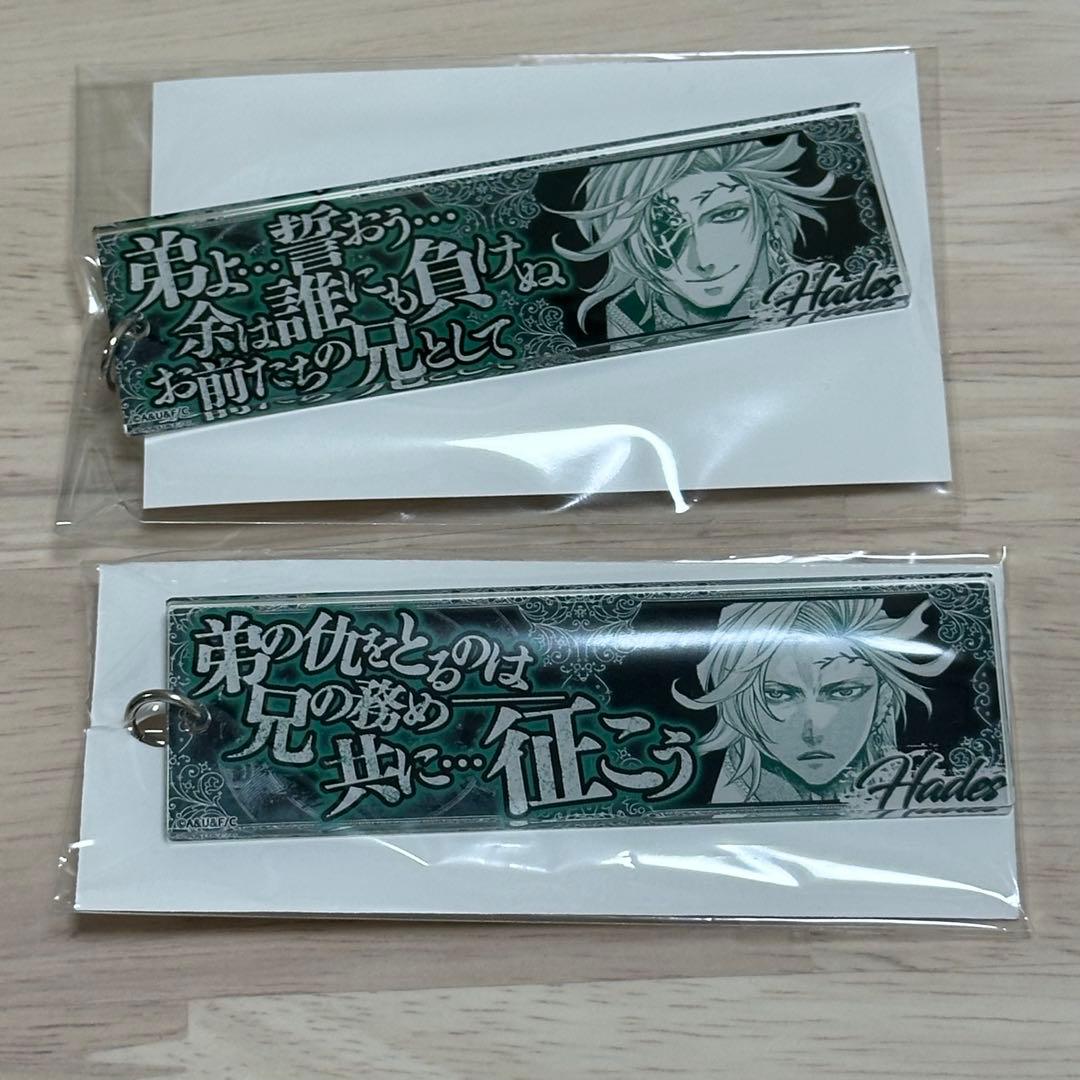 弟よ…誓おう…
余は誰にも負けぬ
お前たちの兄として
Hades
©A&U&F/C
弟の仇をとるのは
兄の務め
共に…征こう
Hades
©A&U&F/C